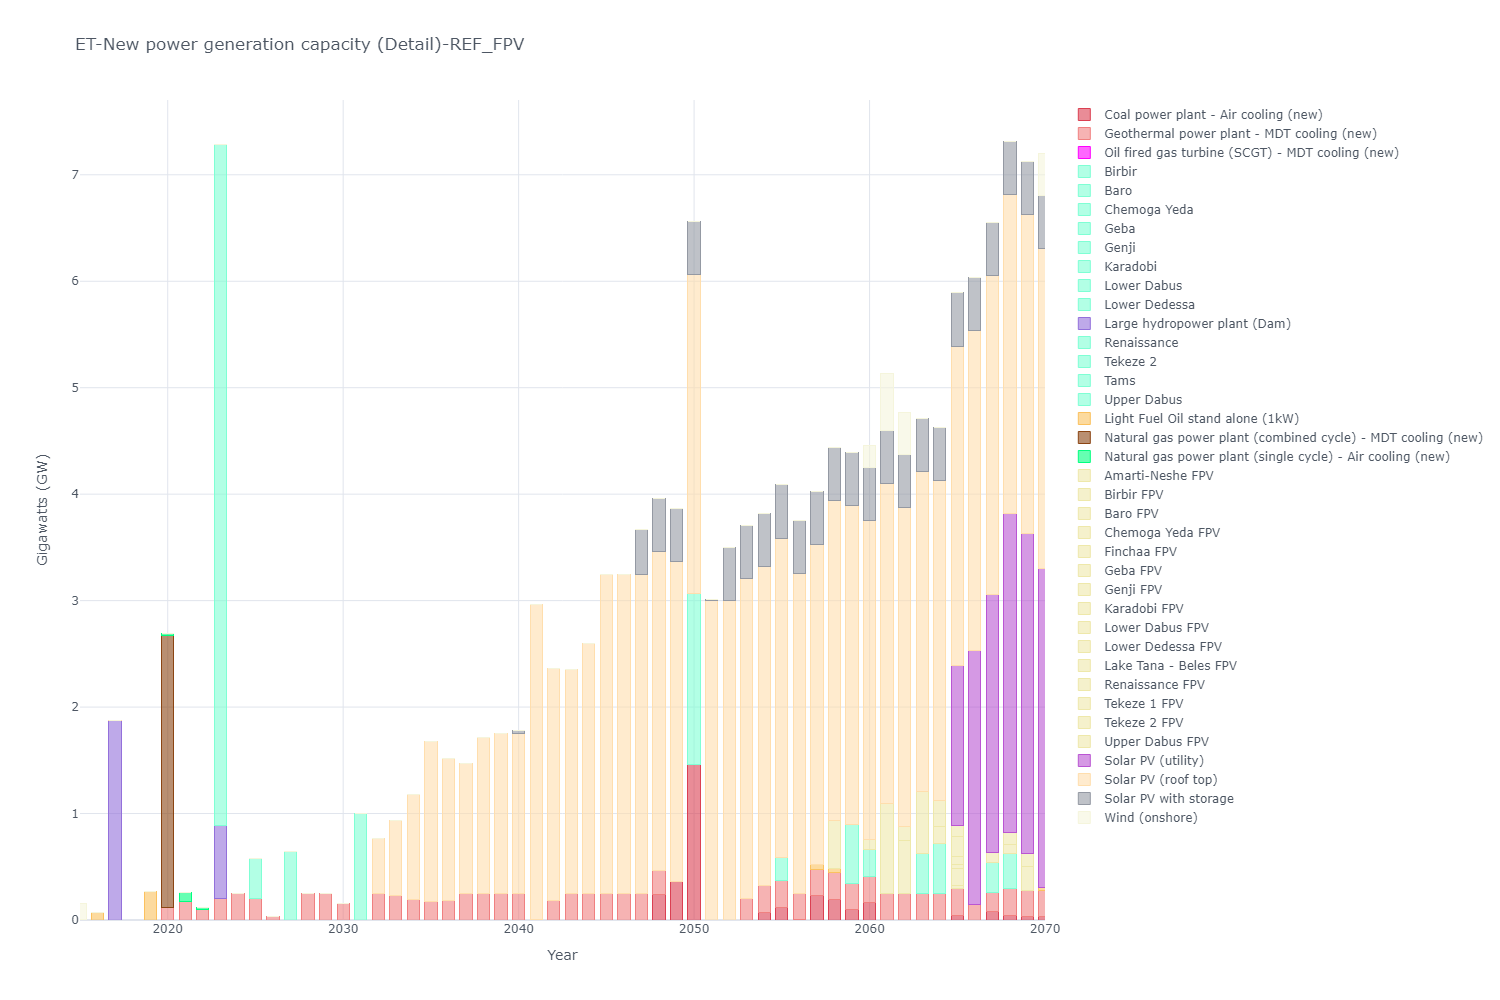 ET-New power generation capacity (Detail)-REF_FPV
Gigawatts (GW)
7
6
5
4
3
2
1
0
2020
2030
2040
2050
2060
2070
Year
Coal power plant - Air cooling (new)
Geothermal power plant - MDT cooling (new)
Oil fired gas turbine (SCGT) - MDT cooling (new)
Birbir
Baro
Chemoga Yeda
Geba
Genji
Karadobi
Lower Dabus
Lower Dedessa
Large hydropower plant (Dam)
Renaissance
Tekeze 2
Tams
Upper Dabus
Light Fuel Oil stand alone (1kW)
Natural gas power plant (combined cycle) - MDT cooling (new)
Natural gas power plant (single cycle) - Air cooling (new)
Amarti-Neshe FPV
Birbir FPV
Baro FPV
Chemoga Yeda FPV
Finchaa FPV
Geba FPV
Genji FPV
Karadobi FPV
Lower Dabus FPV
Lower Dedessa FPV
Lake Tana - Beles FPV
Renaissance FPV
Tekeze 1 FPV
Tekeze 2 FPV
Upper Dabus FPV
Solar PV (utility)
Solar PV (roof top)
Solar PV with storage
Wind (onshore)